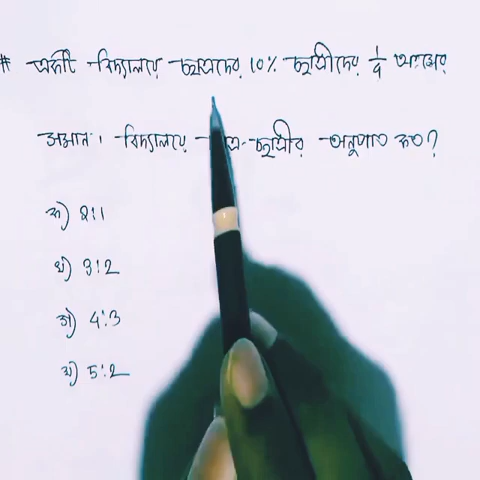 # একটি বিদ্যালয়ে ছাত্রদের 10% ছাত্রীদের 1/4 অংশের
সমান। বিদ্যালয়ে ছাত্র-ছাত্রীর অনুপাত কত?
ক) 2:1
খ) 3:2
গ) 4:3
ঘ) 5:2